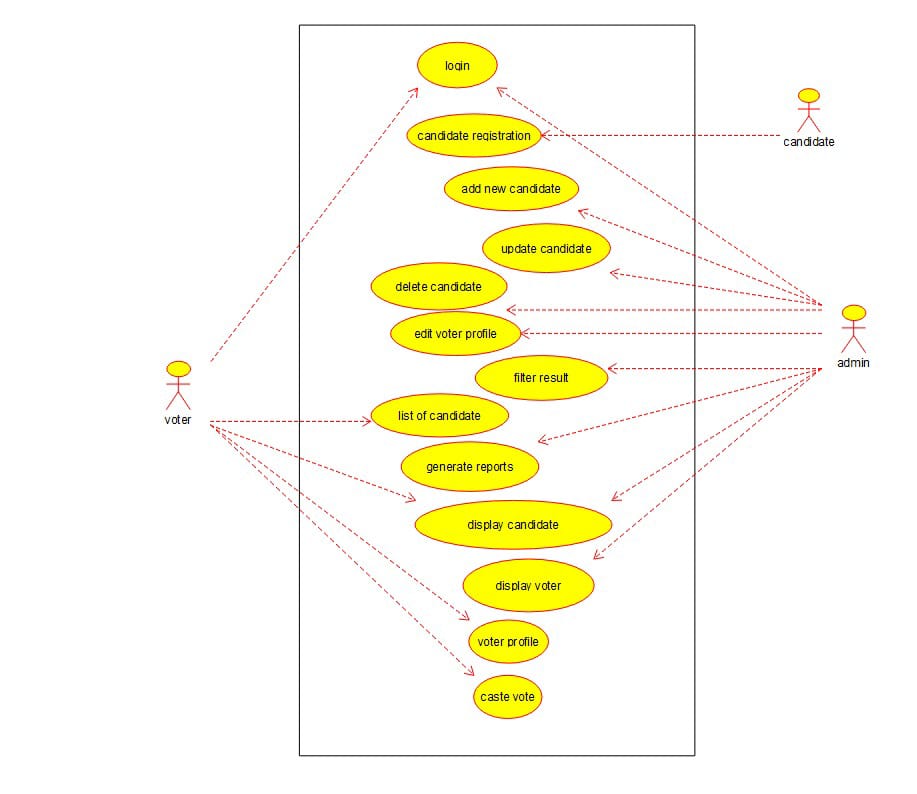 login
candidate registration
candidate
add new candidate
update candidate
delete candidate
edit voter profile
admin
filter result
list of candidate
voter
generate reports
display candidate
display voter
voter profile
caste vote